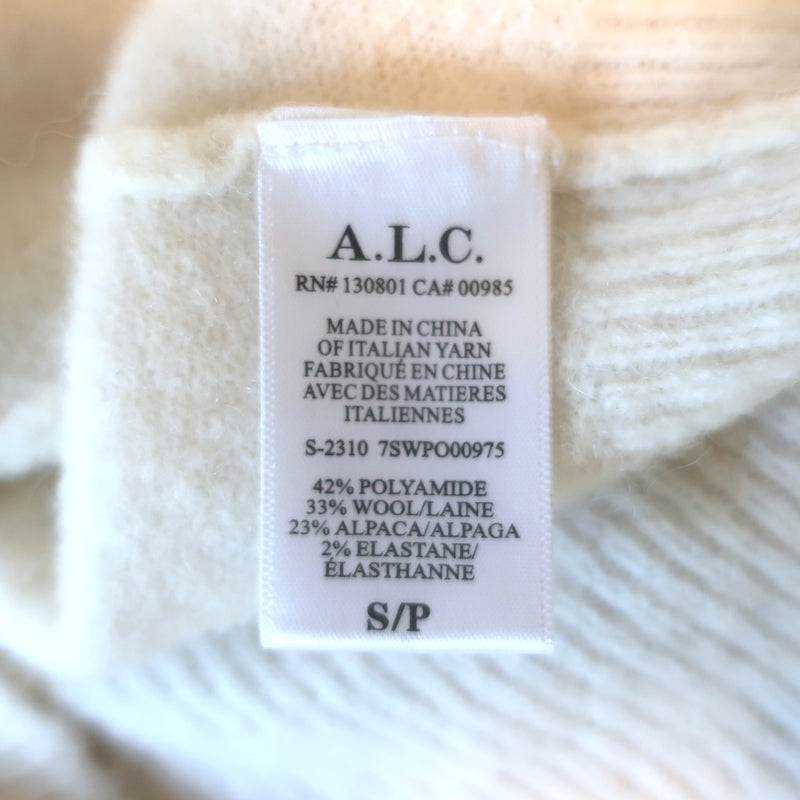 A.L.C.
RN# 130801 CA# 00985
MADE IN CHINA
OF ITALIAN YARN
FABRIQUÉ EN CHINE
AVEC DES MATIERES
ITALIENNES
S-2310 7SWPO00975
42% POLYAMIDE
33% WOOL/LAINE
23% ALPACA/ALPAGA
2% ELASTANE/
ÉLASTHANNE
S/P